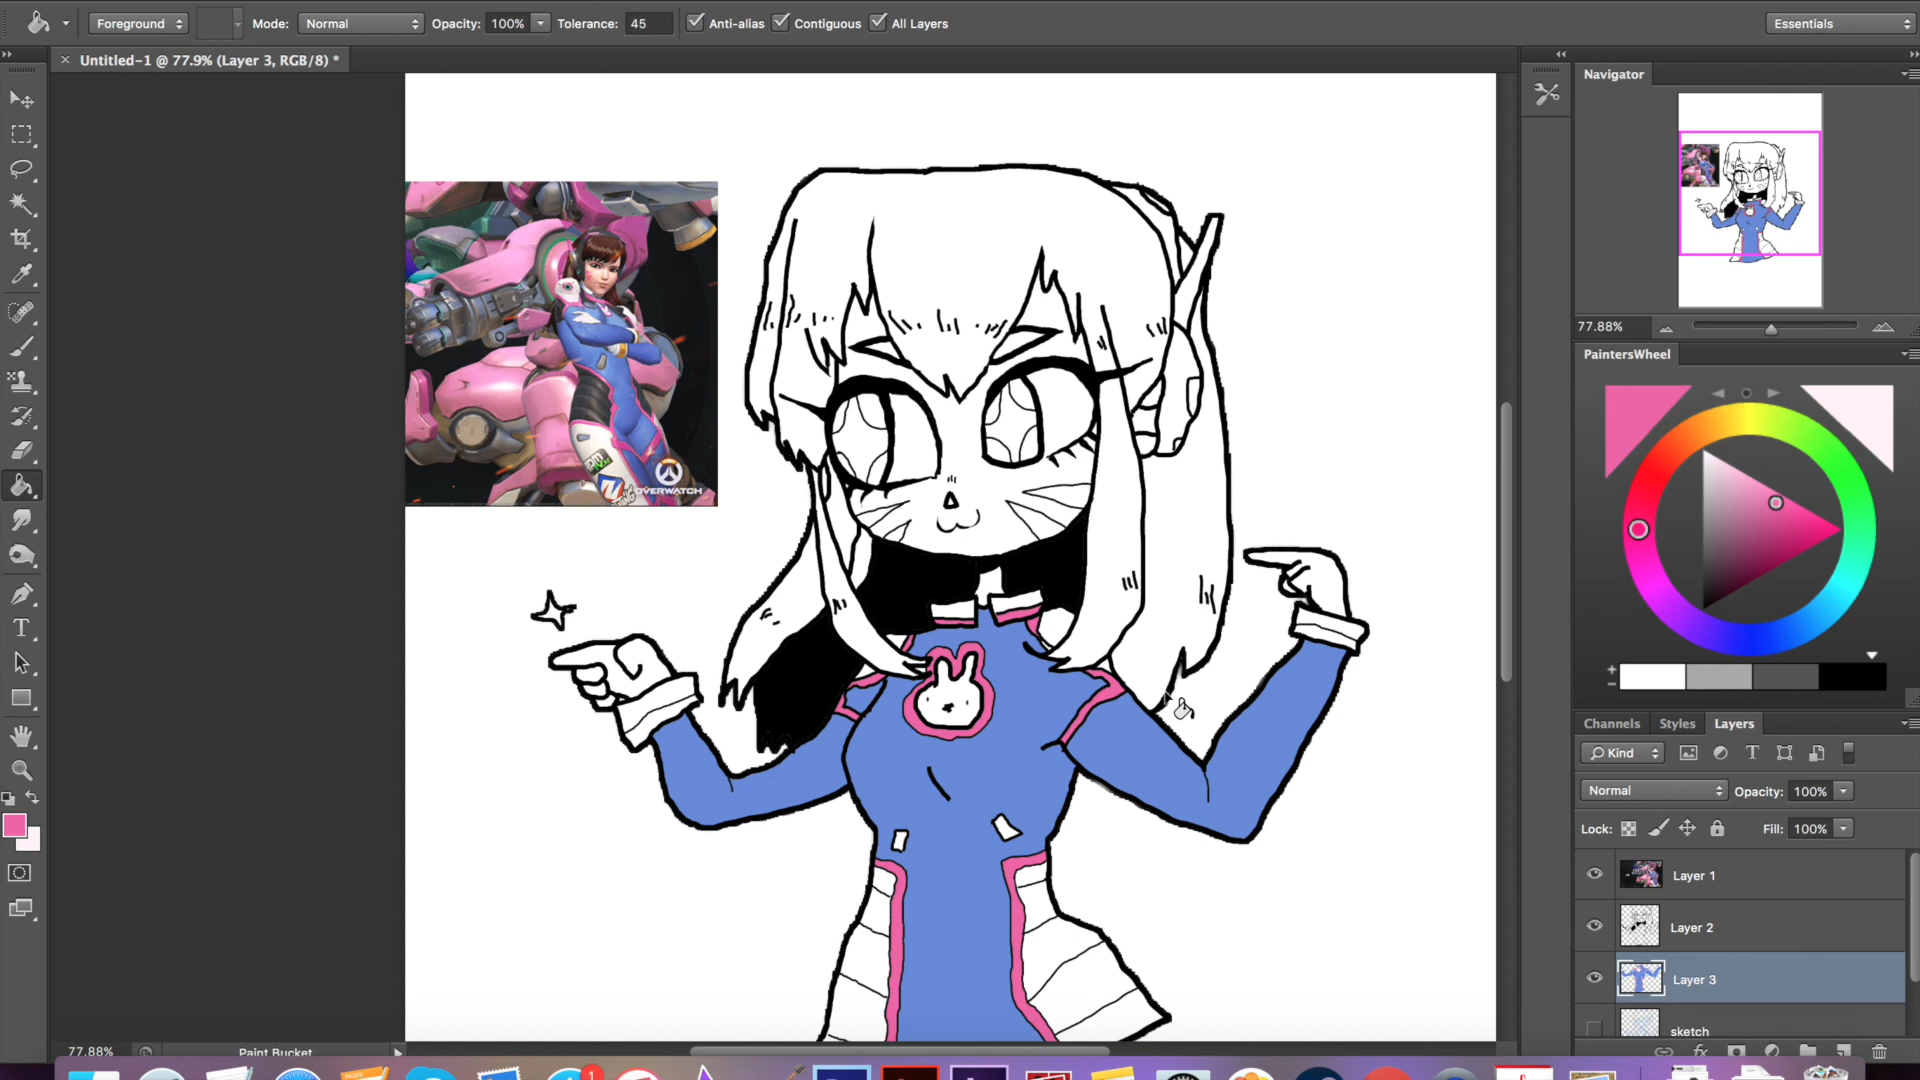 Foreground
Mode: Normal
Opacity: 100%
Tolerance: 45
Anti-alias
Contiguous
All Layers
Essentials
Untitled-1 @ 77.9% (Layer 3, RGB/8) *
Navigator
77.88%
PaintersWheel
OVERWATCH
Channels
Styles
Layers
Kind
Normal
Opacity: 100%
Lock:
Fill: 100%
Layer 1
Layer 2
Layer 3
sketch
77.88%
Paint Bucket
1